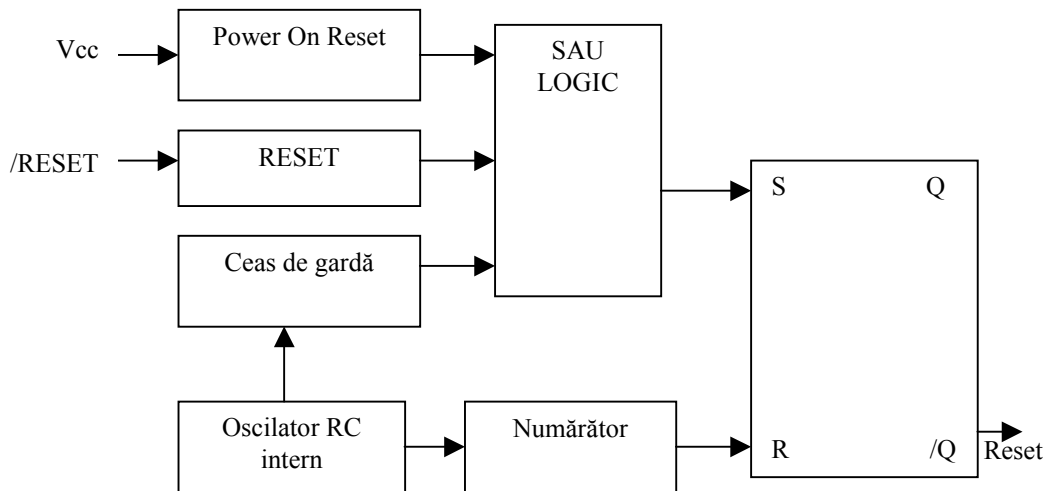 Vcc
Power On Reset
SAU
LOGIC
/RESET
RESET
S
Q
Ceas de gardă
Oscilator RC
intern
Numărător
R
/Q
Reset